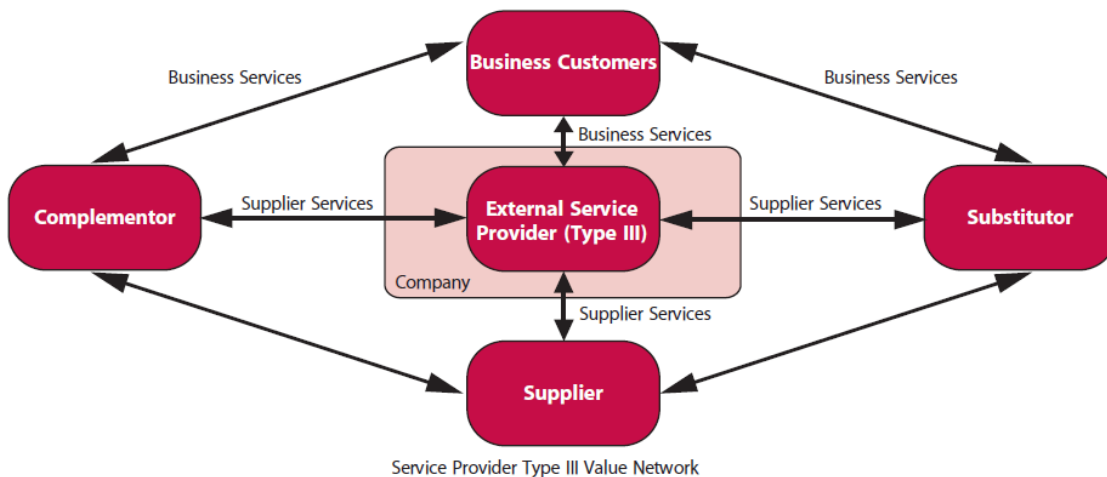 Business Customers
Business Services
Business Services
Business Services
Complementor
Supplier Services
External Service
Provider (Type III)
Supplier Services
Substitutor
Company
Supplier Services
Supplier
Service Provider Type III Value Network